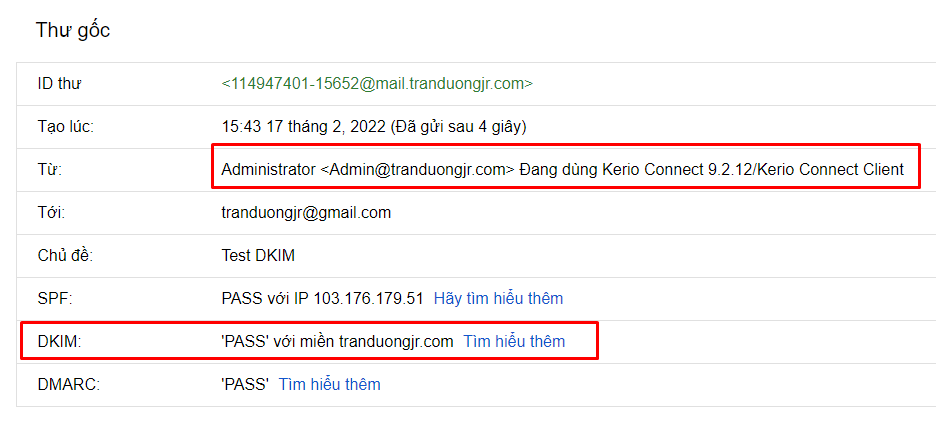 Thư gốc
ID thư <114947401-15652@mail.tranduongjr.com>
Tạo lúc: 15:43 17 tháng 2, 2022 (Đã gửi sau 4 giây)
Từ: Administrator <Admin@tranduongjr.com> Đang dùng Kerio Connect 9.2.12/Kerio Connect Client
Tới: tranduongjr@gmail.com
Chủ đề: Test DKIM
SPF: PASS với IP 103.176.179.51 Hãy tìm hiểu thêm
DKIM: 'PASS' với miền tranduongjr.com Tìm hiểu thêm
DMARC: 'PASS' Tìm hiểu thêm